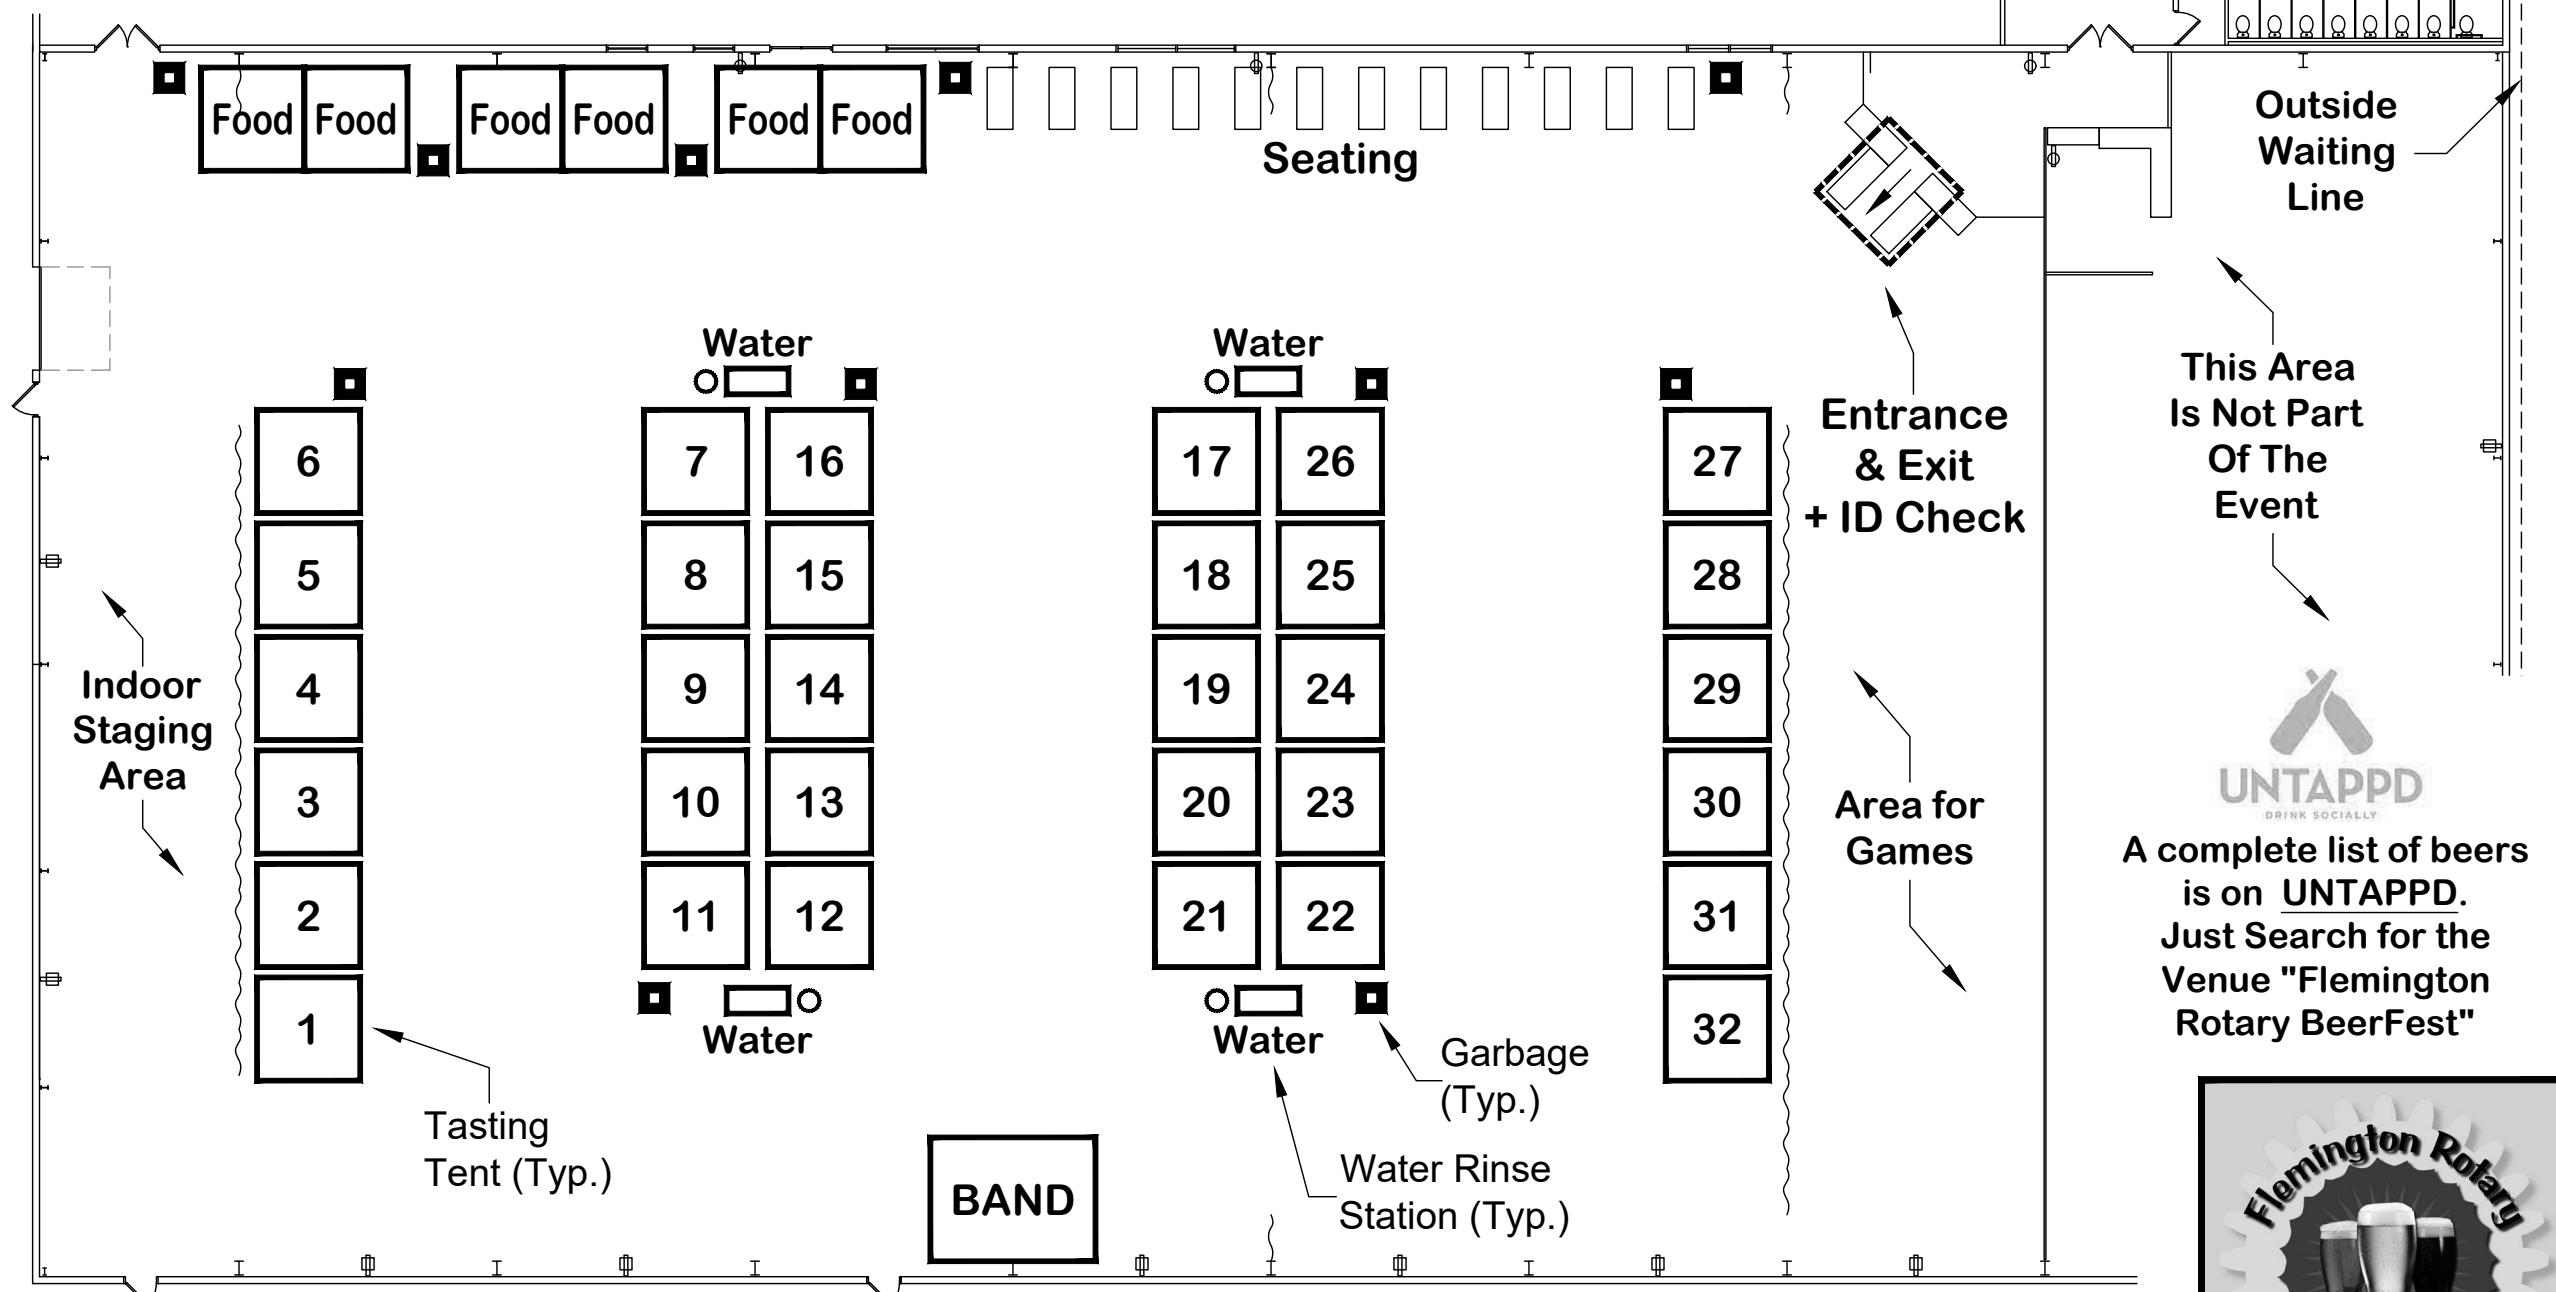 Food Food Food Food Food Food
Seating
Outside
Waiting
Line
Water Water
6 7 16 17 26 27
5 8 15 18 25 28
4 9 14 19 24 29
3 10 13 20 23 30
2 11 12 21 22 31
1 32
Water Water
Entrance
& Exit
+ ID Check
This Area
Is Not Part
Of The
Event
Indoor
Staging
Area
Area for
Games
UNTAPPD
DRINK SOCIALLY
A complete list of beers
is on UNTAPPD.
Just Search for the
Venue "Flemington
Rotary BeerFest"
Tasting
Tent (Typ.)
Garbage
(Typ.)
Water Rinse
Station (Typ.)
BAND
Flemington Rotary